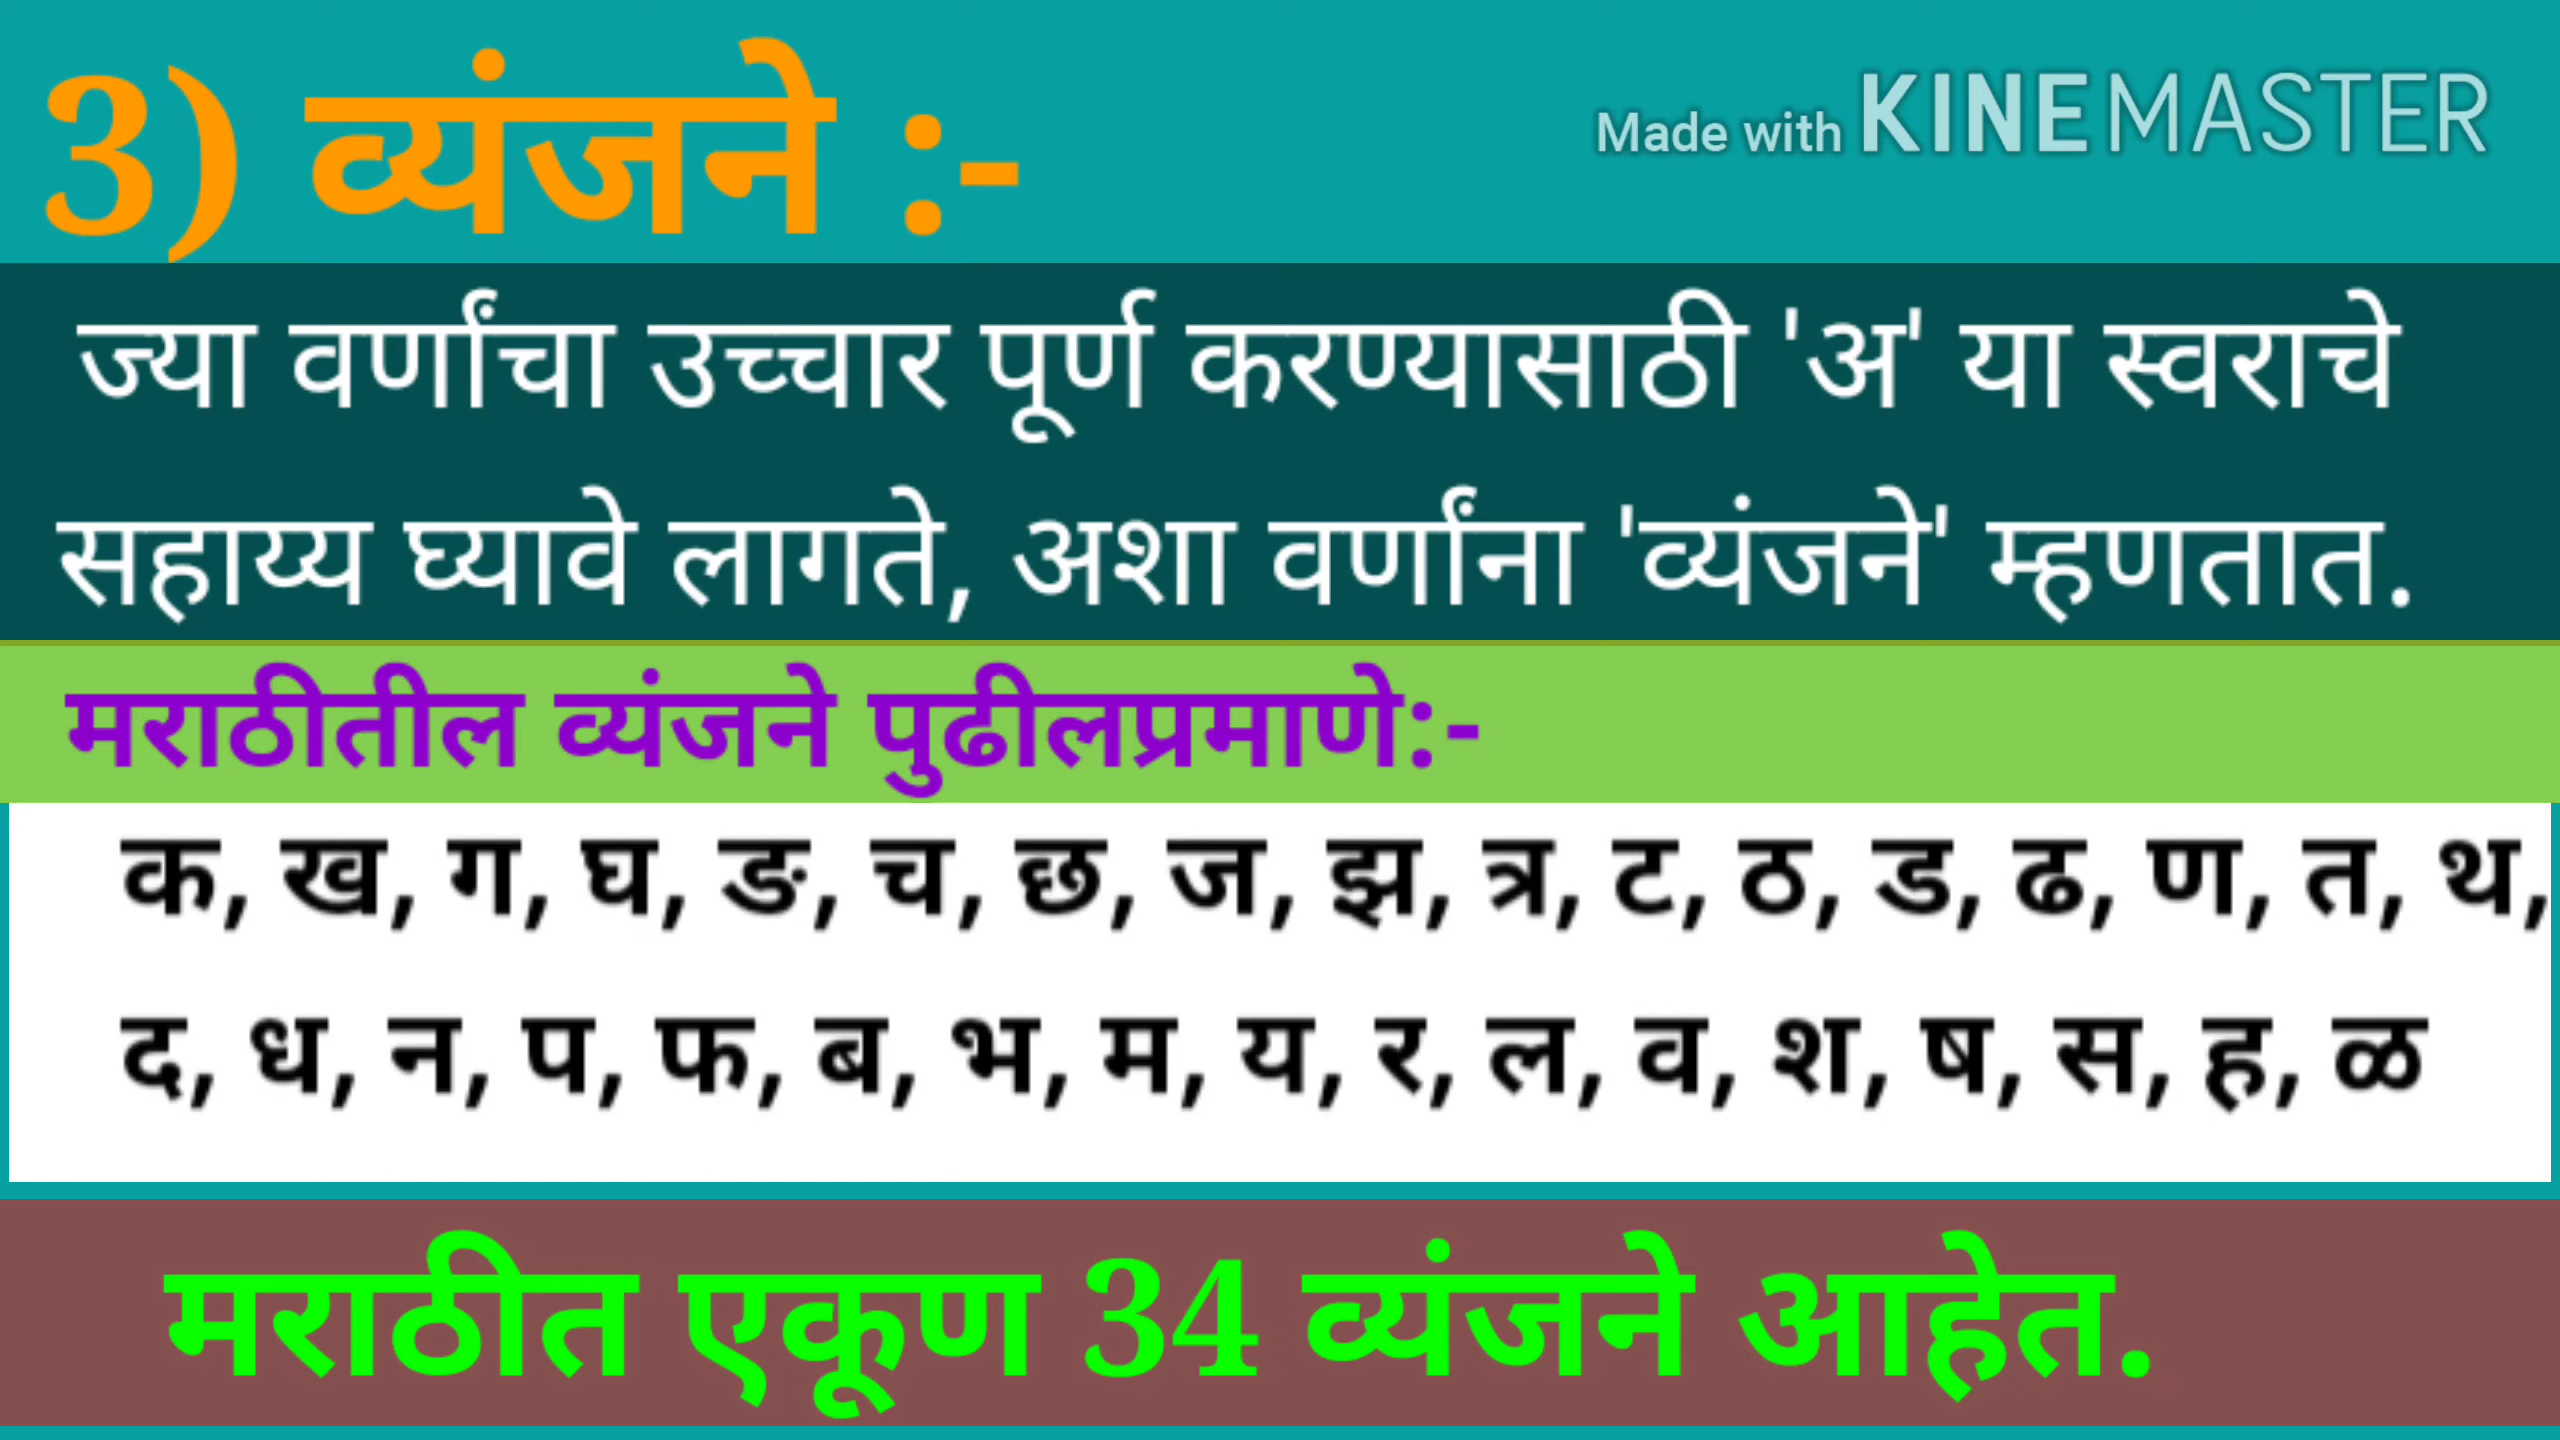 3) व्यंजने :-
Made with KINEMASTER
ज्या वर्णांचा उच्चार पूर्ण करण्यासाठी 'अ' या स्वराचे
सहाय्य घ्यावे लागते, अशा वर्णांना 'व्यंजने' म्हणतात.
मराठीतील व्यंजने पुढीलप्रमाणे:-
क, ख, ग, घ, ङ, च, छ, ज, झ, त्र, ट, ठ, ड, ढ, ण, त, थ,
द, ध, न, प, फ, ब, भ, म, य, र, ल, व, श, ष, स, ह, ळ
मराठीत एकूण 34 व्यंजने आहेत.